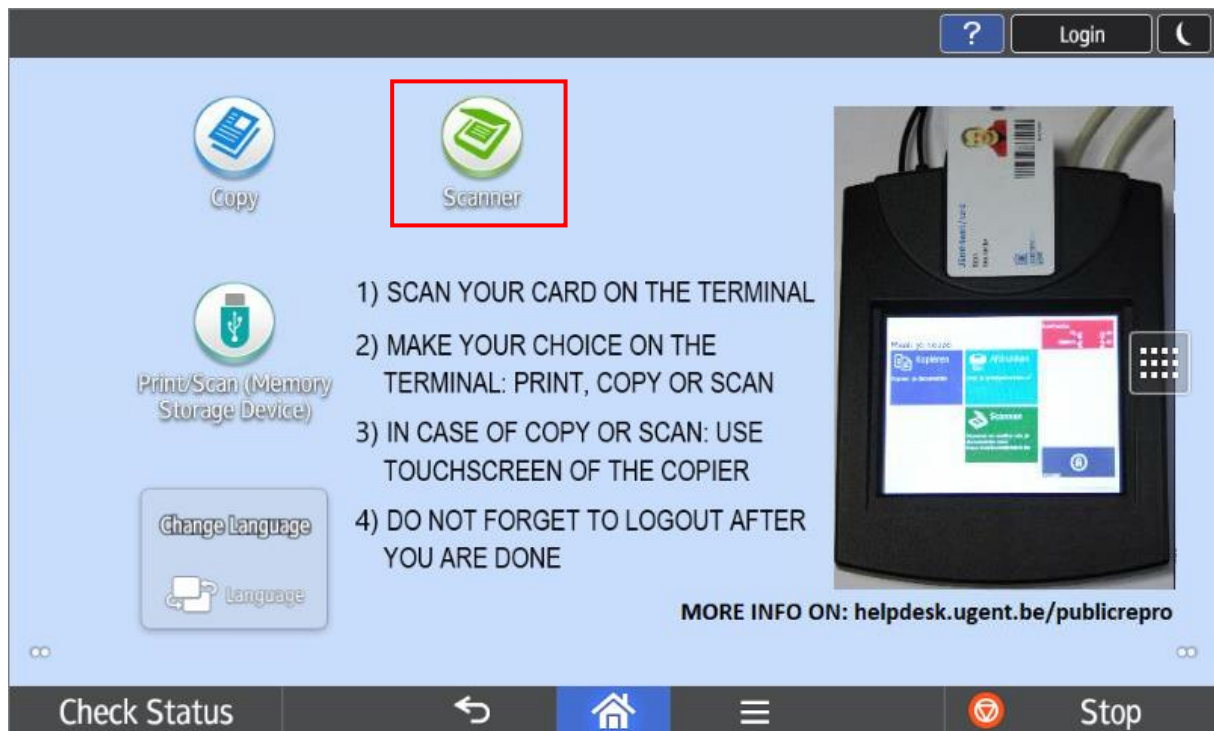 ?
Login
Copy
Scanner
Print/Scan (Memory
Storage Device)
1) SCAN YOUR CARD ON THE TERMINAL
2) MAKE YOUR CHOICE ON THE
TERMINAL: PRINT, COPY OR SCAN
3) IN CASE OF COPY OR SCAN: USE
TOUCHSCREEN OF THE COPIER
4) DO NOT FORGET TO LOGOUT AFTER
YOU ARE DONE
Change Language
Language
Maak je keuze
Kopiëren
Afdrukken
Scannen
MORE INFO ON: helpdesk.ugent.be/publicrepro
Check Status
Stop